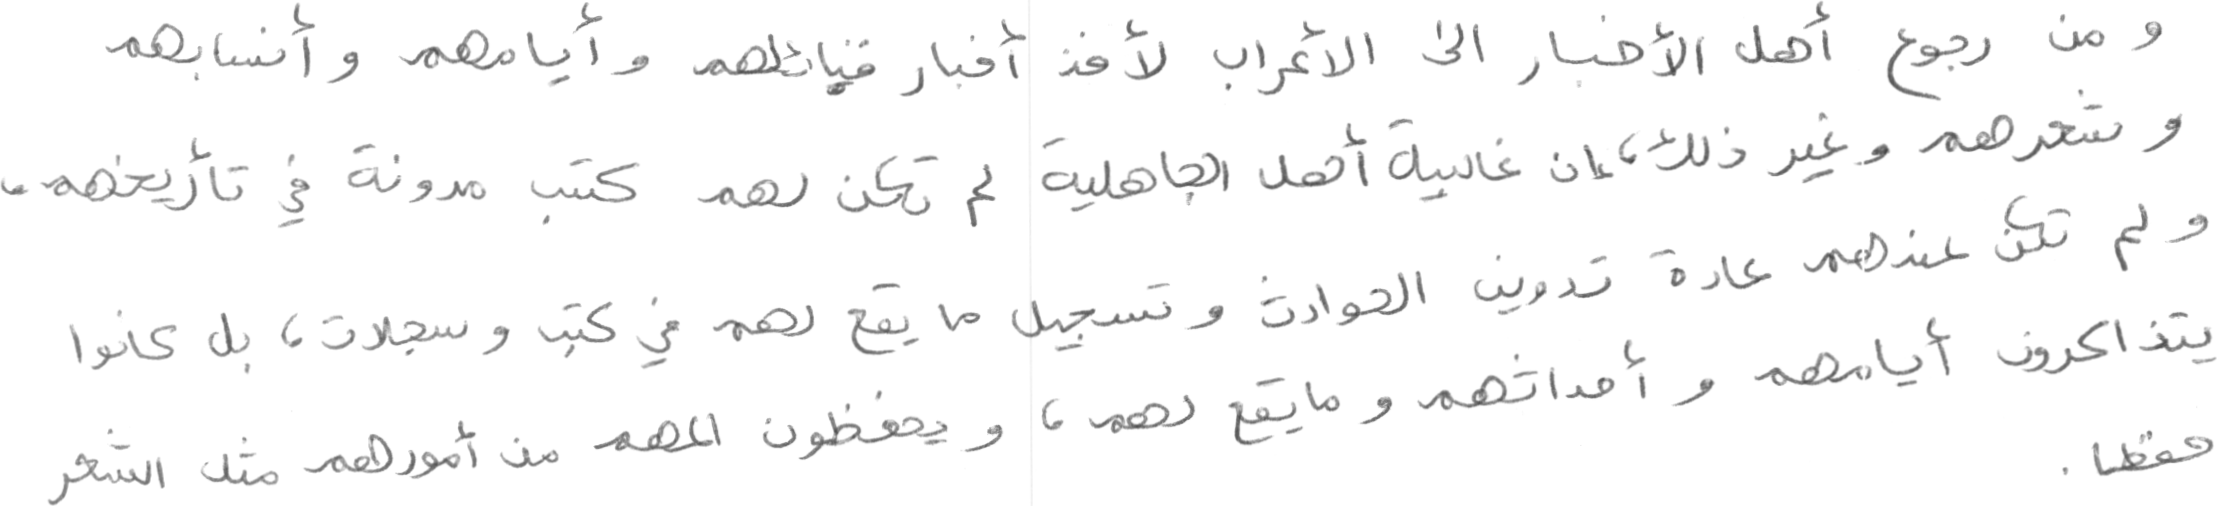 ومن رجوع أهل الأخبار الى الأعراب لأخذ أخبار قبائلهم وأيامهم وأنسابهم
وشعرهم وغير ذلك، إن غالبية أهل الجاهلية لم تكن لهم كتب مدونة في تأريخهم،
ولم تكن عندهم عادة تدوين الحوادث وتسجيل ما يقع لهم في كتب وسجلات، بل كانوا
يتذاكرون أيامهم وأحداثهم وما يقع لهم، ويحفظون المهم من أمورهم مثل الشعر
حفظا.